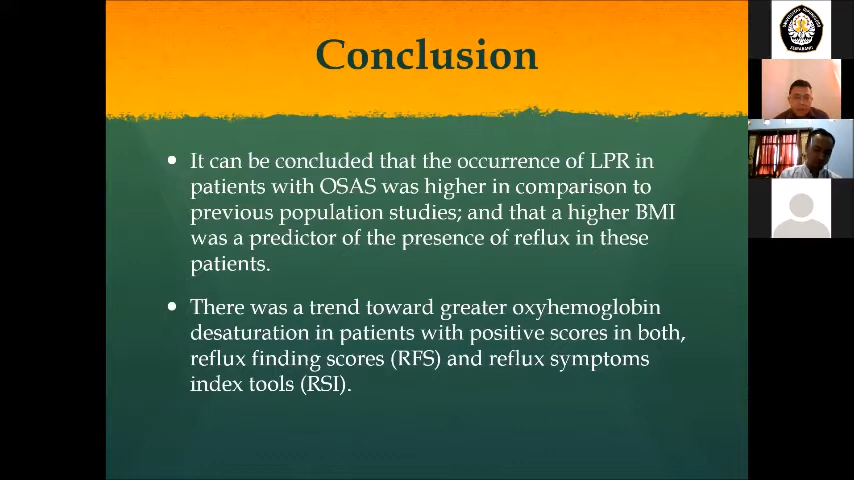 Conclusion
• It can be concluded that the occurrence of LPR in
patients with OSAS was higher in comparison to
previous population studies; and that a higher BMI
was a predictor of the presence of reflux in these
patients.
• There was a trend toward greater oxyhemoglobin
desaturation in patients with positive scores in both,
reflux finding scores (RFS) and reflux symptoms
index tools (RSI).